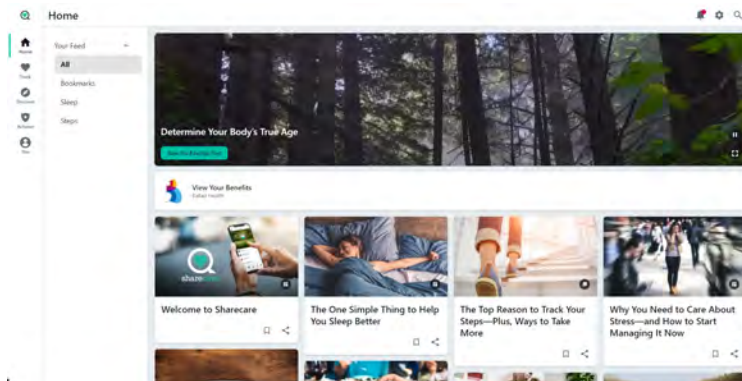 Home
Home
Track
Discover
Achieve
You
Your Feed
All
Bookmarks
Sleep
Steps
Determine Your Body's True Age
View Your Benefits
sharecare
Welcome to Sharecare
The One Simple Thing to Help
You Sleep Better
The Top Reason to Track Your
Steps—Plus, Ways to Take
More
Why You Need to Care About
Stress—and How to Start
Managing It Now